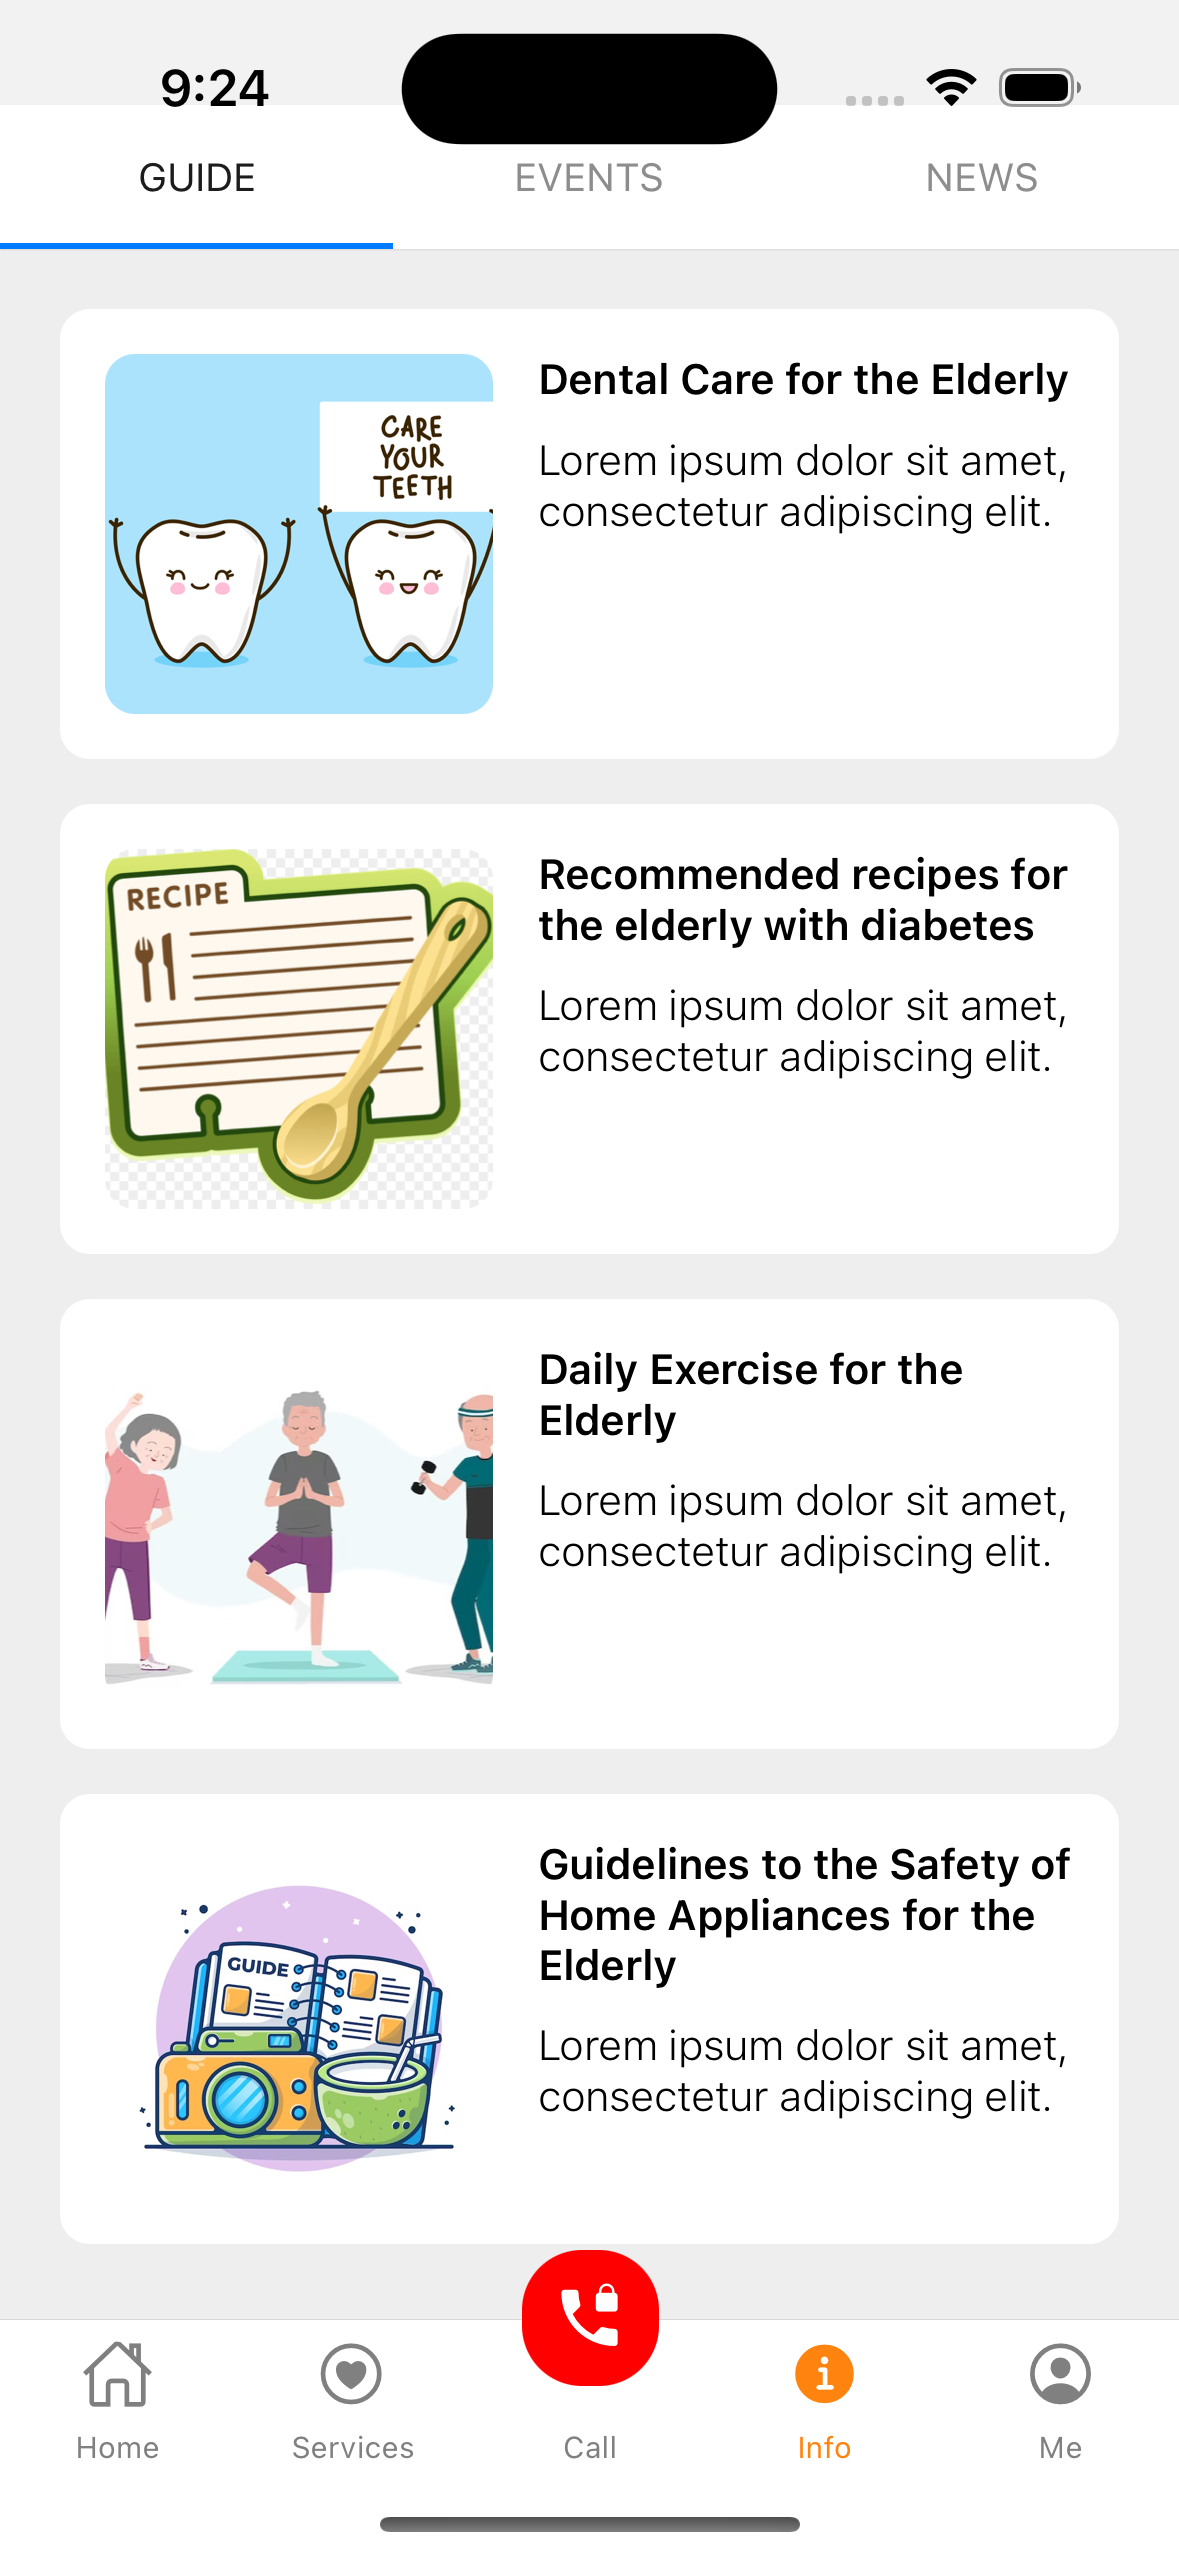 9:24
GUIDE
EVENTS
NEWS
CARE
YOUR
TEETH
Dental Care for the Elderly
Lorem ipsum dolor sit amet,
consectetur adipiscing elit.
RECIPE
Recommended recipes for
the elderly with diabetes
Lorem ipsum dolor sit amet,
consectetur adipiscing elit.
Daily Exercise for the
Elderly
Lorem ipsum dolor sit amet,
consectetur adipiscing elit.
GUIDE
Guidelines to the Safety of
Home Appliances for the
Elderly
Lorem ipsum dolor sit amet,
consectetur adipiscing elit.
Home
Services
Call
Info
Me